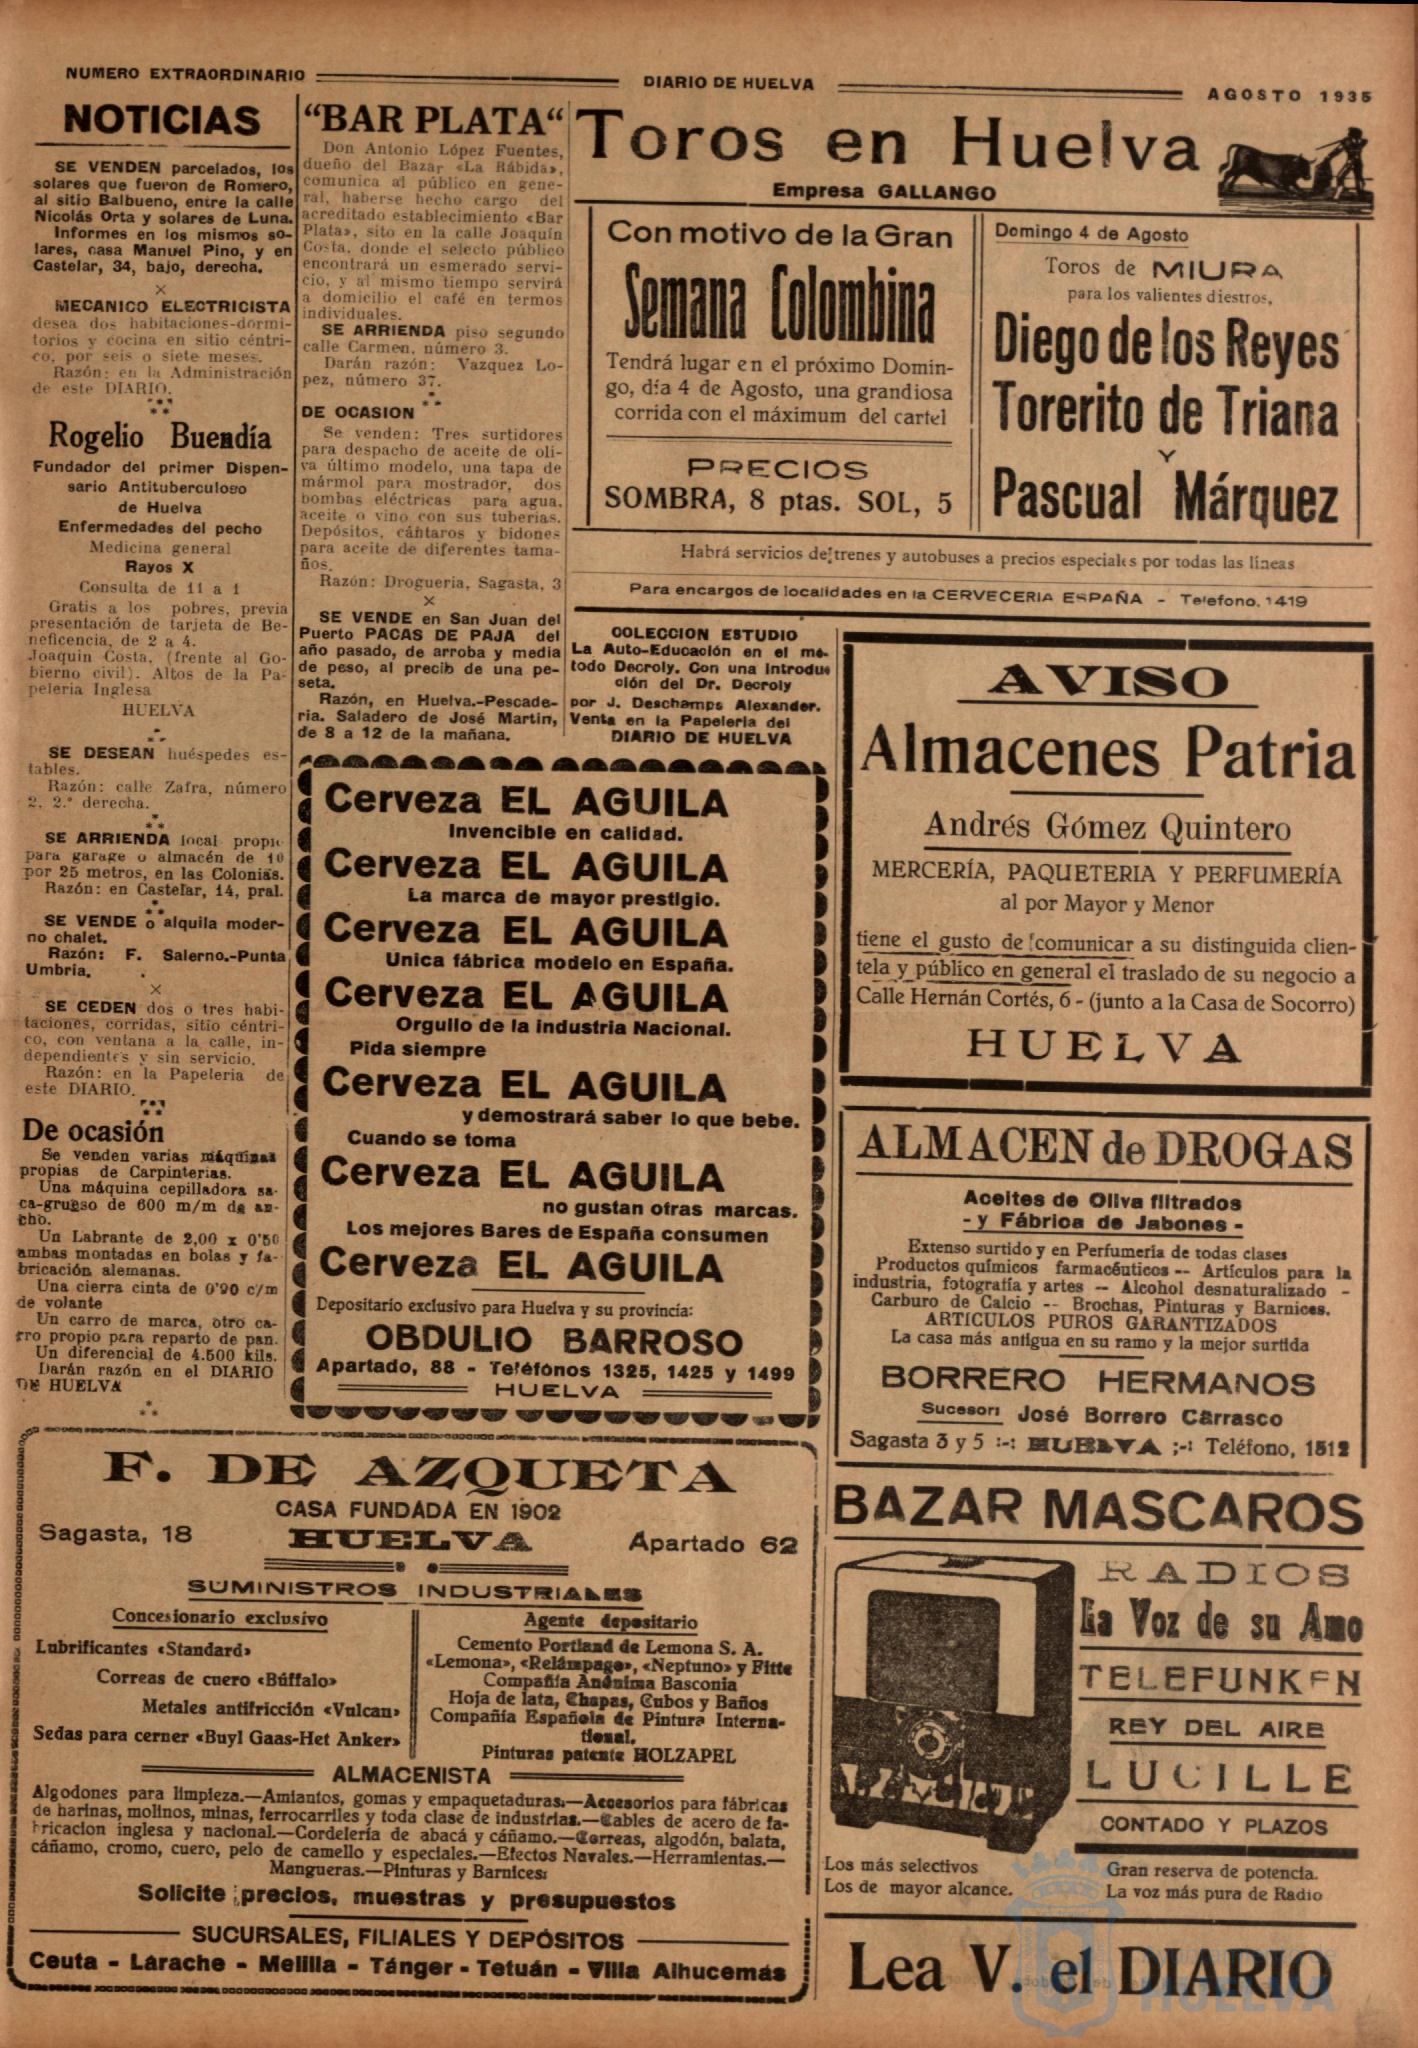 NUMERO EXTRAORDINARIO
DIARIO DE HUELVA
AGOSTO 1935
NOTICIAS
SE VENDEN parcelados, los
solares que fueron de Romero,
al sitio Balbueno, entre la calle
Nicolás Orta y solares de Luna.
Informes en los mismos so-
lares, casa Manuel Pino, y en
Castelar, 34, bajo, derecha.
MECANICO ELECTRICISTA
desea dos habitaciones-dormi-
torios y cocina en sitio céntri-
co, por seis o siete meses.
Razón: en la Administración
de este DIARIO.
Rogelio Buendía
Fundador del primer Dispen-
sario Antituberculoso
de Huelva
Enfermedades del pecho
Medicina general
Rayos X
Consulta de 11 a 1
Gratis a los pobres, previa
presentación de tarjeta de Be-
neficencia, de 2 a 4.
Joaquín Costa, (frente al Go-
bierno civil). Altos de la Pa-
pelería Inglesa
HUELVA
SE DESEAN huéspedes es-
tables.
Razón: calle Zafra, número
2, 2.º derecha.
SE ARRIENDA local propio
para garage o almacén de 10
por 25 metros, en las Colonias.
Razón: en Castelar, 14, pral.
SE VENDE o alquila moder-
no chalet.
Razón: F. Salerno.-Punta
Umbría.
SE CEDEN dos o tres habi-
taciones, corridas, sitio céntri-
co, con ventana a la calle, in-
dependientes y sin servicio.
Razón: en la Papelería de
este DIARIO.
De ocasión
Se venden varias máquinas
propias de Carpinterias.
Una máquina cepilladora sa-
ca-grueso de 600 m/m de an-
cho.
Un Labrante de 2,00 x 0'50
ambas montadas en bolas y fa-
bricación alemanas.
Una cierra cinta de 0'90 c/m
de volante
Un carro de marca, otro ca-
rro propio para reparto de pan.
Un diferencial de 4.500 kils.
Darán razón en el DIARIO
DE HUELVA
"BAR PLATA"
Don Antonio López Fuentes,
dueño del Bazar «La Rábida»,
comunica al público en gene-
ral, haberse hecho cargo del
acreditado establecimiento «Bar
Plata», sito en la calle Joaquín
Costa, donde el selecto público
encontrará un esmerado servi-
cio, y al mismo tiempo servirá
a domicilio el café en termos
individuales.
SE ARRIENDA piso segundo
calle Carmen, número 3.
Darán razón: Vazquez Lo-
pez, número 37.
DE OCASION
Se venden: Tres surtidores
para despacho de aceite de oli-
va último modelo, una tapa de
mármol para mostrador, dos
bombas eléctricas para agua,
aceite o vino con sus tuberias.
Depósitos, cántaros y bidones
para aceite de diferentes tama-
ños.
Razón: Drogueria, Sagasta, 3
SE VENDE en San Juan del
Puerto PACAS DE PAJA del
año pasado, de arroba y media
de peso, al precib de una pe-
seta.
Razón, en Huelva.-Pescade-
ria. Saladero de José Martin,
de 8 a 12 de la mañana.
Toros en Huelva
Empresa GALLANGO
Con motivo de la Gran
Semana Colombina
Tendrá lugar en el próximo Domin-
go, día 4 de Agosto, una grandiosa
corrida con el máximum del cartel
PRECIOS
SOMBRA, 8 ptas. SOL, 5
Domingo 4 de Agosto
Toros de MIURA
para los valientes diestros,
Diego de los Reyes
Torerito de Triana
Y
Pascual Márquez
Habrá servicios de trenes y autobuses a precios especiales por todas las líneas
Para encargos de localidades en la CERVECERIA ESPAÑA - Telefono, 1419
COLECCION ESTUDIO
La Auto-Educación en el mé-
todo Decroly. Con una Introduc
ción del Dr. Decroly
por J. Deschamps Alexander.
Venta en la Papelería del
DIARIO DE HUELVA
Cerveza EL AGUILA
Invencible en calidad.
Cerveza EL AGUILA
La marca de mayor prestigio.
Cerveza EL AGUILA
Unica fábrica modelo en España.
Cerveza EL AGUILA
Orgullo de la industria Nacional.
Pida siempre
Cerveza EL AGUILA
y demostrará saber lo que bebe.
Cuando se toma
Cerveza EL AGUILA
no gustan otras marcas.
Los mejores Bares de España consumen
Cerveza EL AGUILA
Depositario exclusivo para Huelva y su provincia:
OBDULIO BARROSO
Apartado, 88 - Teléfonos 1325, 1425 y 1499
HUELVA
AVISO
Almacenes Patria
Andrés Gómez Quintero
MERCERÍA, PAQUETERIA Y PERFUMERÍA
al por Mayor y Menor
tiene el gusto de comunicar a su distinguida clien-
tela y público en general el traslado de su negocio a
Calle Hernán Cortés, 6 - (junto a la Casa de Socorro)
HUELVA
ALMACEN de DROGAS
Aceites de Oliva filtrados
- y Fábrica de Jabones -
Extenso surtido y en Perfumería de todas clases
Productos químicos farmacéuticos -- Artículos para la
industria, fotografía y artes -- Alcohol desnaturalizado -
Carburo de Calcio -- Brochas, Pinturas y Barnices.
ARTICULOS PUROS GARANTIZADOS
La casa más antigua en su ramo y la mejor surtida
BORRERO HERMANOS
Sucesor: José Borrero Carrasco
Sagasta 3 y 5 :-: HUELVA ;-: Teléfono, 1512
F. DE AZQUETA
CASA FUNDADA EN 1902
Sagasta, 18 HUELVA Apartado 62
SUMINISTROS INDUSTRIALES
Concesionario exclusivo
Lubrificantes «Standard»
Correas de cuero «Búffalo»
Metales antifricción «Vulcan»
Sedas para cerner «Buyl Gaas-Het Anker»
Agente depositario
Cemento Portland de Lemona S. A.
«Lemona», «Relámpago», «Neptuno» y Fitte
Compañía Anónima Basconia
Hoja de lata, Chapas, Cubos y Baños
Compañía Española de Pintura Interna-
tional.
Pinturas patente HOLZAPEL
ALMACENISTA
Algodones para limpieza.—Amiantos, gomas y empaquetaduras.—Accesorios para fábricas
de harinas, molinos, minas, ferrocarriles y toda clase de industrias.—Cables de acero de fa-
bricacion inglesa y nacional.—Cordelería de abacá y cáñamo.—Correas, algodón, balata,
cáñamo, cromo, cuero, pelo de camello y especiales.—Efectos Navales.—Herramientas.—
Mangueras.—Pinturas y Barnices.
Solicite precios, muestras y presupuestos
SUCURSALES, FILIALES Y DEPÓSITOS
Ceuta - Larache - Melilla - Tánger - Tetuán - Villa Alhucemas
BAZAR MASCAROS
RADIOS
La Voz de su Amo
TELEFUNKEN
REY DEL AIRE
LUCILLE
CONTADO Y PLAZOS
Los más selectivos
Los de mayor alcance.
Gran reserva de potencia.
La voz más pura de Radio
Lea V. el DIARIO
HUELVA